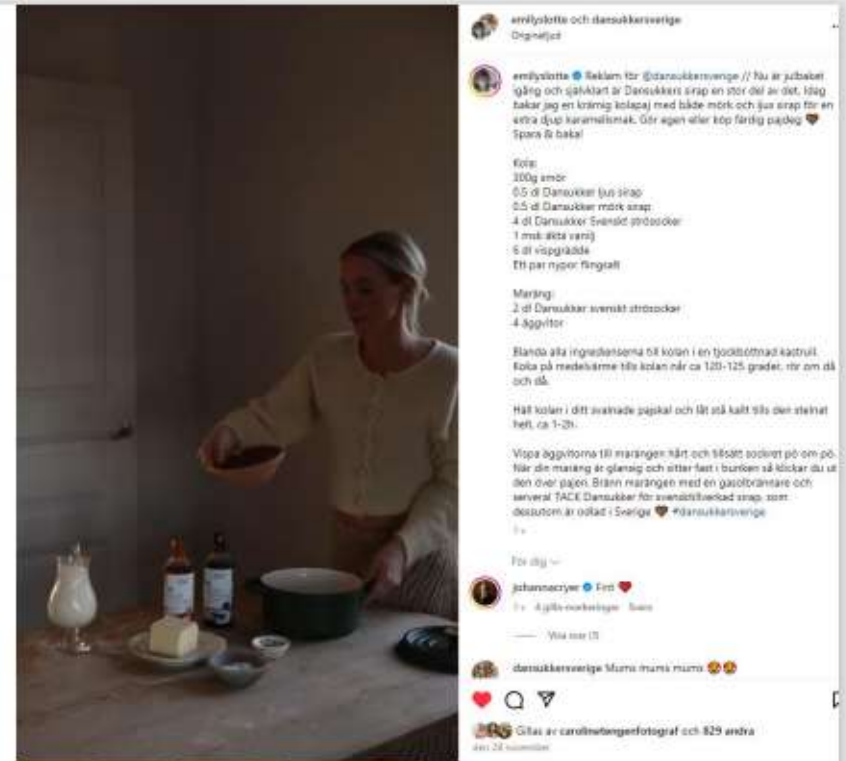 emilyslotte och dansukkersverige
Originalljud
emilyslotte Reklam för @dansukkersverige // Nu är julbaket
igång och självklart är Dansukkers sirap en stor del av det. Idag
bakar jag en krämig kolapaj med både mörk och ljus sirap för en
extra djup karamellsmak. Gör egen eller köp färdig pajdeg 🤎
Spara & baka!
Kola:
300g smör
0.5 dl Dansukker ljus sirap
0.5 dl Dansukker mörk sirap
4 dl Dansukker Svenskt strösocker
1 msk äkta vanilj
6 dl vispgrädde
Ett par nypor flingsalt
Maräng:
2 dl Dansukker svenskt strösocker
4 äggvitor
Blanda alla ingredienserna till kolan i en tjockbottnad kastrull.
Koka på medelvärme tills kolan når ca 120-125 grader, rör om då
och då.
Häll kolan i ditt svalnade pajskal och låt stå kallt tills den stelnat
helt, ca 1-2h.
Vispa äggvitorna till marängen hårt och tillsätt sockret pö om pö.
När din maräng är glansig och sitter fast i bunken så klickar du ut
den över pajen. Bränn marängen med en gasolbrännare och
servera! TACK Dansukker för svensktillverkad sirap, som
dessutom är odlad i Sverige 🤎 #dansukkersverige
För dig
johannacryer Fint ❤️
4 gilla-markeringar Svara
Visa svar (1)
dansukkersverige Mums mums mums 😍😍
Gillas av carolinetengenfotograf och 829 andra
den 28 november